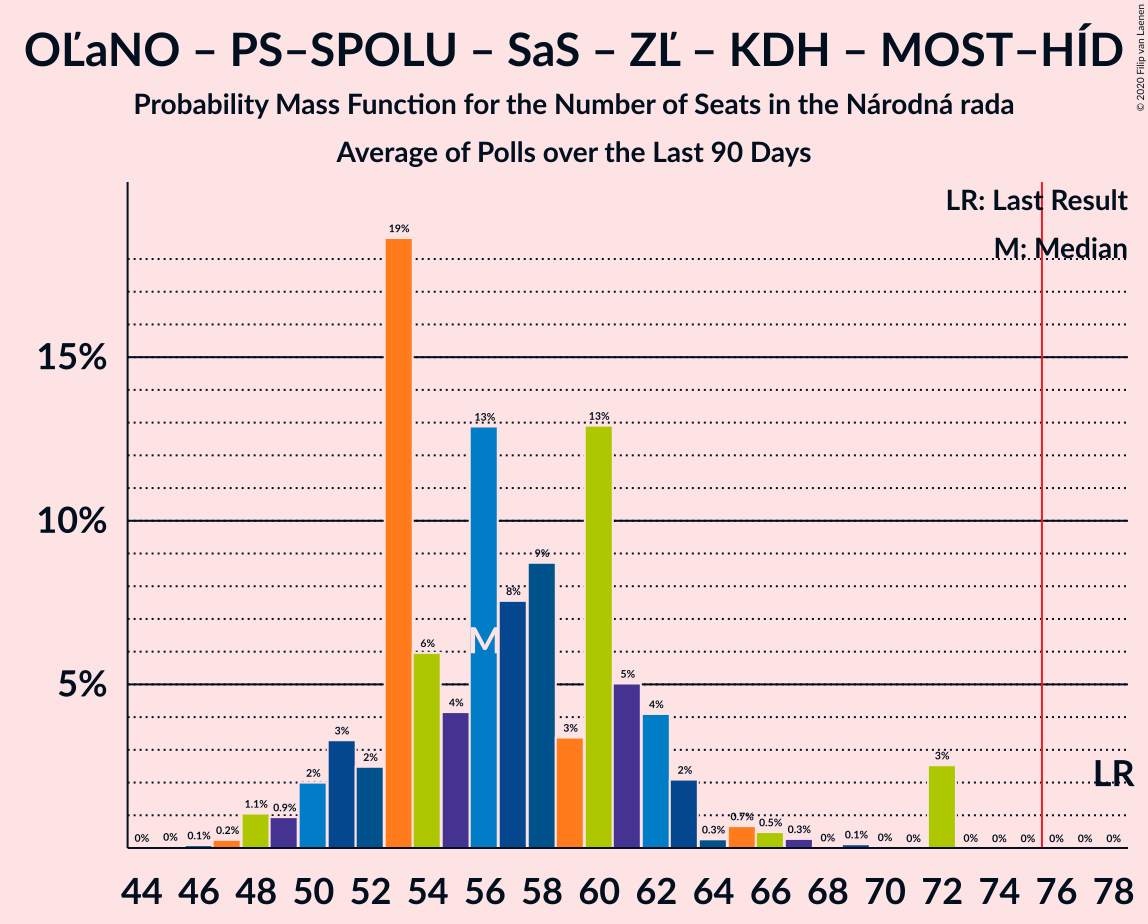 OĽaNO – PS–SPOLU – SaS – ZĽ – KDH – MOST–HÍD
Probability Mass Function for the Number of Seats in the Národná rada
Average of Polls over the Last 90 Days
© 2020 Filip van Laenen
LR: Last Result
M: Median
15%
10%
5%
0% 0% 0.1% 0.2% 1.1% 0.9% 2% 3% 2% 19% 6% 4% 13% 8% 9% 3% 13% 5% 4% 2% 0.3% 0.7% 0.5% 0.3% 0% 0.1% 0% 0% 3% 0% 0% 0% 0% 0% 0%
M
LR
44 46 48 50 52 54 56 58 60 62 64 66 68 70 72 74 76 78